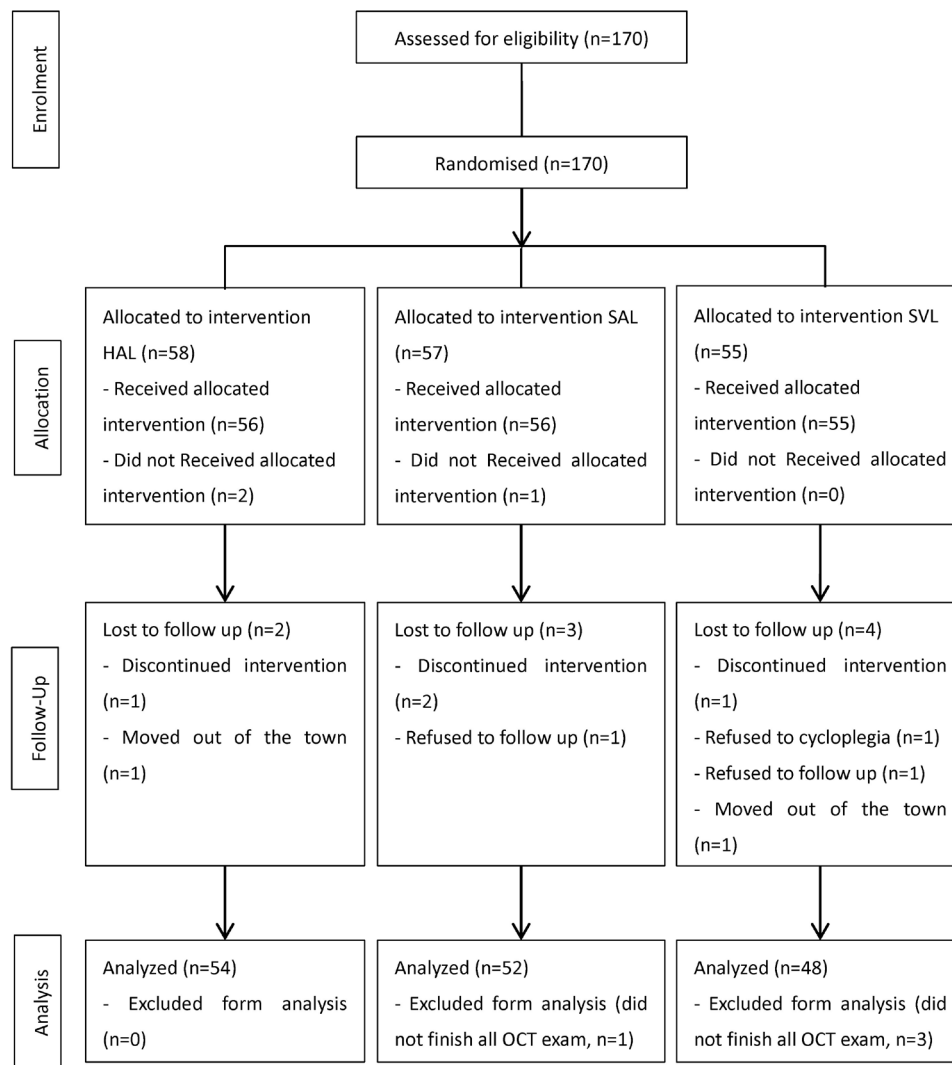 Enrolment
Assessed for eligibility (n=170)
Randomised (n=170)
Allocation
Allocated to intervention
HAL (n=58)
- Received allocated
intervention (n=56)
- Did not Received allocated
intervention (n=2)
Allocated to intervention SAL
(n=57)
- Received allocated
intervention (n=56)
- Did not Received allocated
intervention (n=1)
Allocated to intervention SVL
(n=55)
- Received allocated
intervention (n=55)
- Did not Received allocated
intervention (n=0)
Follow-Up
Lost to follow up (n=2)
- Discontinued intervention
(n=1)
- Moved out of the town
(n=1)
Lost to follow up (n=3)
- Discontinued intervention
(n=2)
- Refused to follow up (n=1)
Lost to follow up (n=4)
- Discontinued intervention
(n=1)
- Refused to cycloplegia (n=1)
- Refused to follow up (n=1)
- Moved out of the town
(n=1)
Analysis
Analyzed (n=54)
- Excluded form analysis
(n=0)
Analyzed (n=52)
- Excluded form analysis (did
not finish all OCT exam, n=1)
Analyzed (n=48)
- Excluded form analysis (did
not finish all OCT exam, n=3)